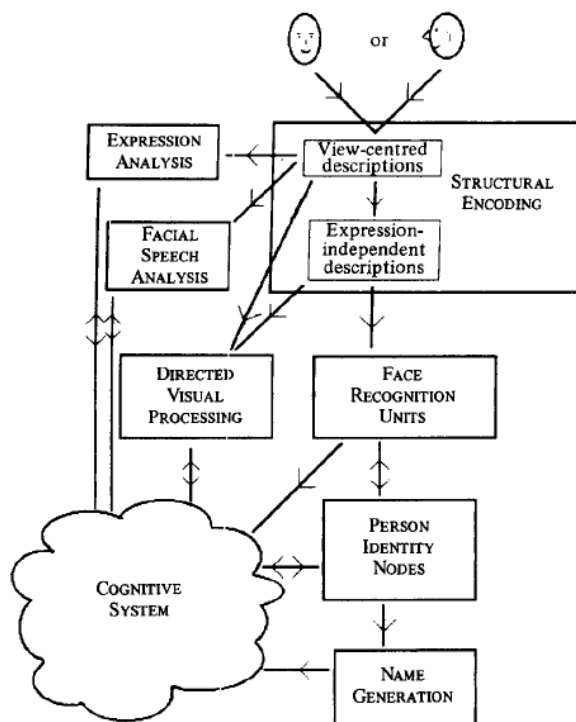 or
EXPRESSION
ANALYSIS
View-centred
descriptions
STRUCTURAL
ENCODING
FACIAL
SPEECH
ANALYSIS
Expression-
independent
descriptions
DIRECTED
VISUAL
PROCESSING
FACE
RECOGNITION
UNITS
COGNITIVE
SYSTEM
PERSON
IDENTITY
NODES
NAME
GENERATION